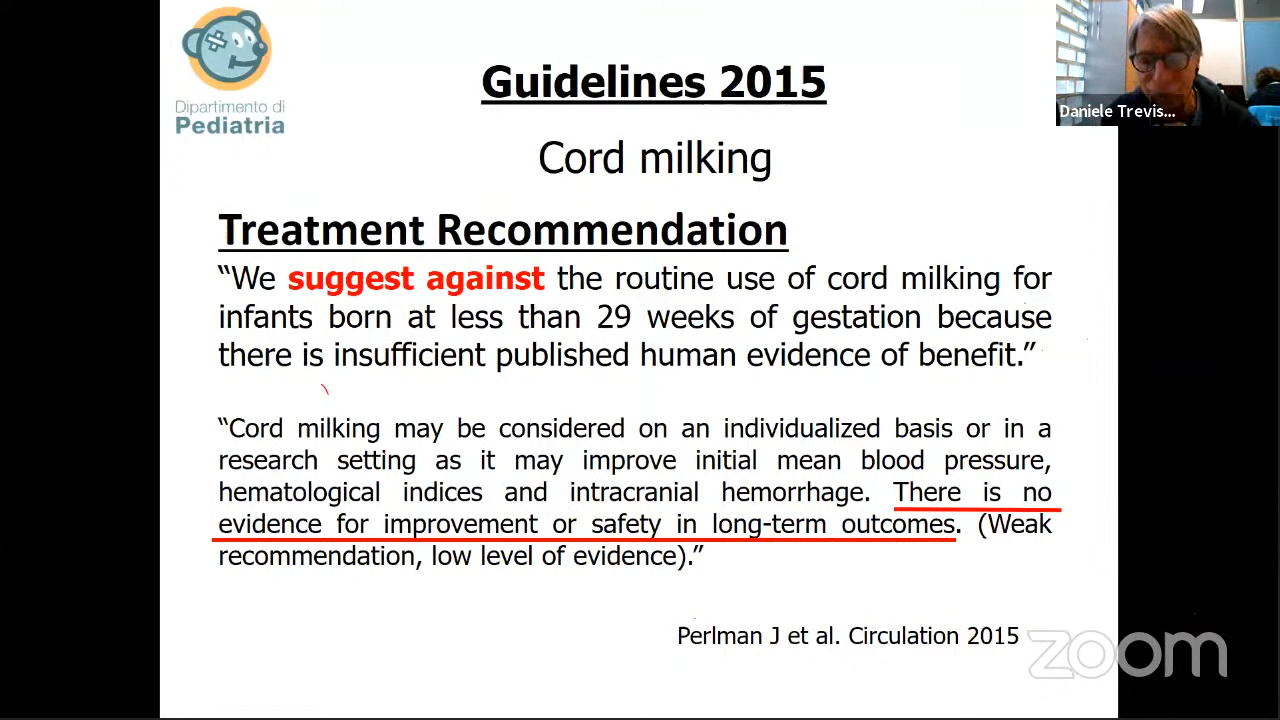 Dipartimento di
Pediatria
Guidelines 2015
Daniele Trevis...
Cord milking
Treatment Recommendation
“We suggest against the routine use of cord milking for
infants born at less than 29 weeks of gestation because
there is insufficient published human evidence of benefit.”
“Cord milking may be considered on an individualized basis or in a
research setting as it may improve initial mean blood pressure,
hematological indices and intracranial hemorrhage. There is no
evidence for improvement or safety in long-term outcomes. (Weak
recommendation, low level of evidence).”
Perlman J et al. Circulation 2015
zoom